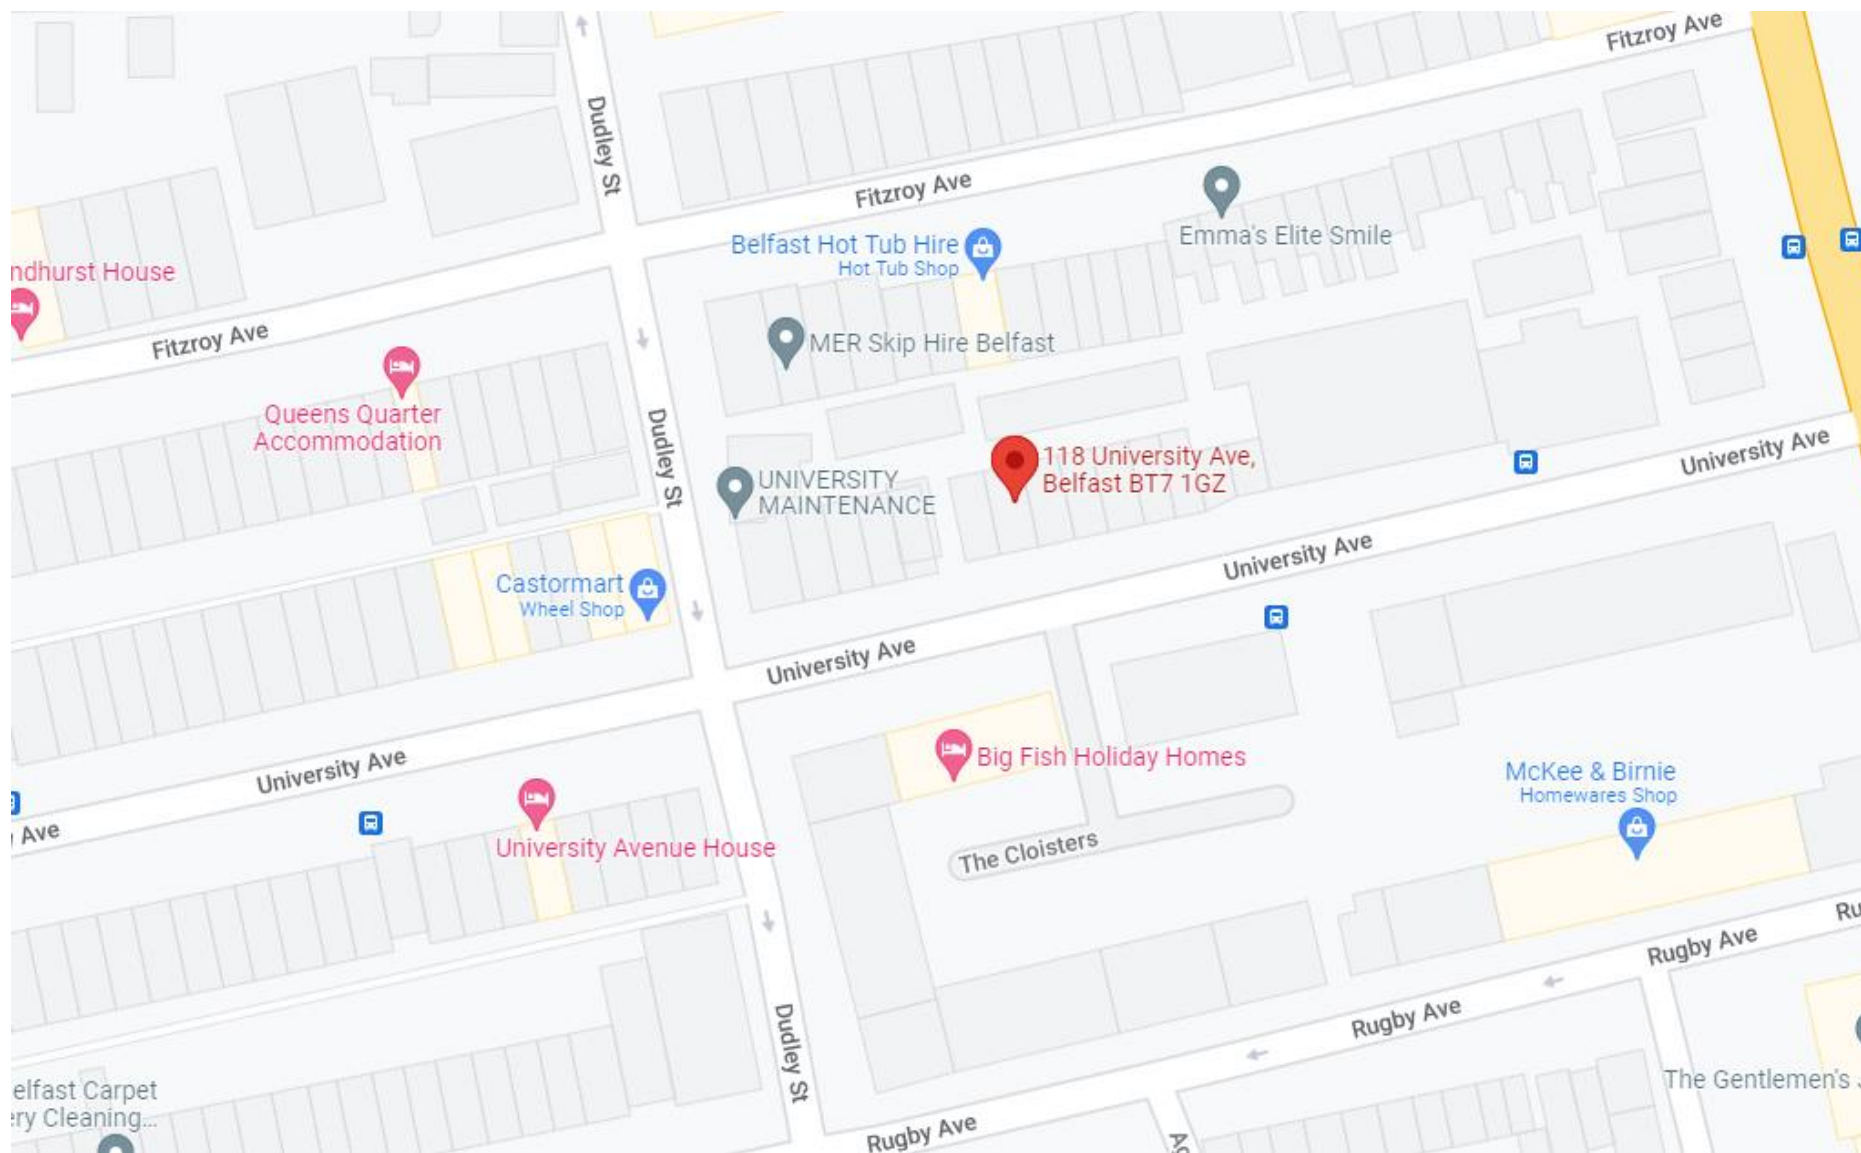 Fitzroy Ave
Dudley St
Fitzroy Ave
Emma's Elite Smile
Belfast Hot Tub Hire
Hot Tub Shop
ndhurst House
Fitzroy Ave
MER Skip Hire Belfast
Queens Quarter
Accommodation
Dudley St
118 University Ave,
Belfast BT7 1GZ
University Ave
UNIVERSITY
MAINTENANCE
University Ave
Castormart
Wheel Shop
University Ave
University Ave
Big Fish Holiday Homes
McKee & Birnie
Homewares Shop
Ave
University Avenue House
The Cloisters
Ru
Rugby Ave
Rugby Ave
Dudley St
The Gentlemen's
elfast Carpet
ery Cleaning...
Rugby Ave